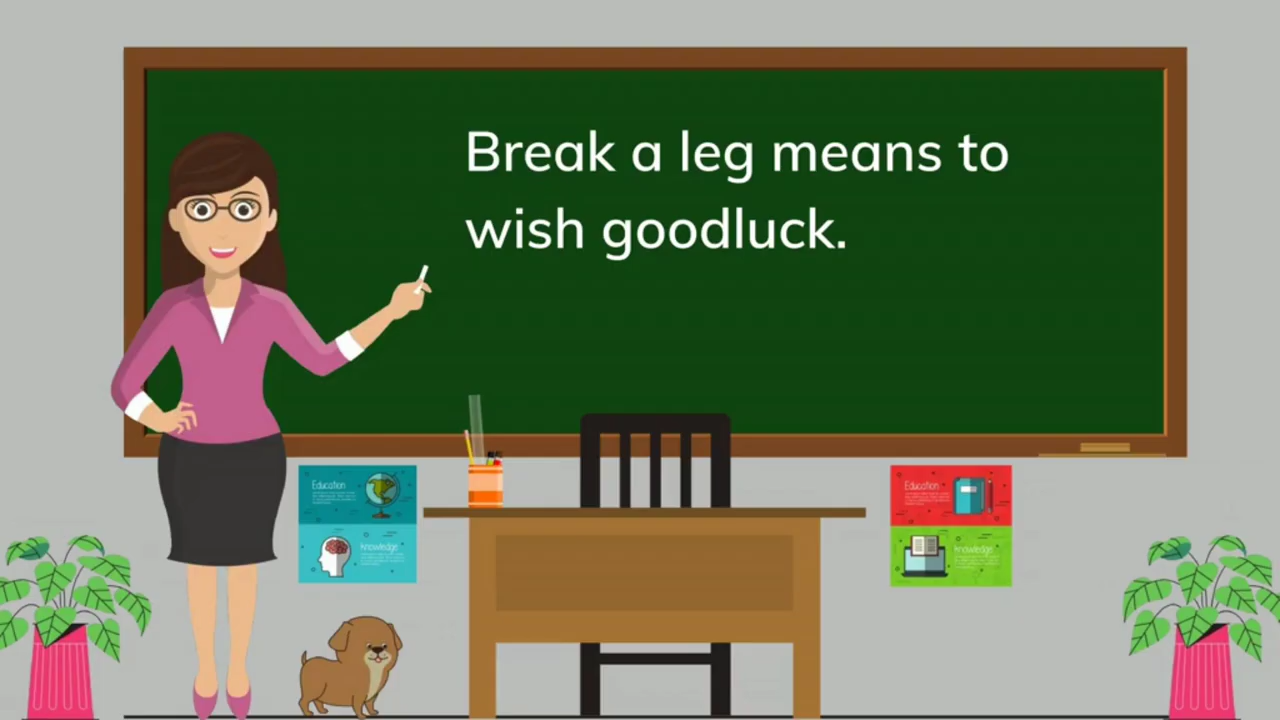 Break a leg means to
wish goodluck.
Education
Knowledge
Education
Knowledge